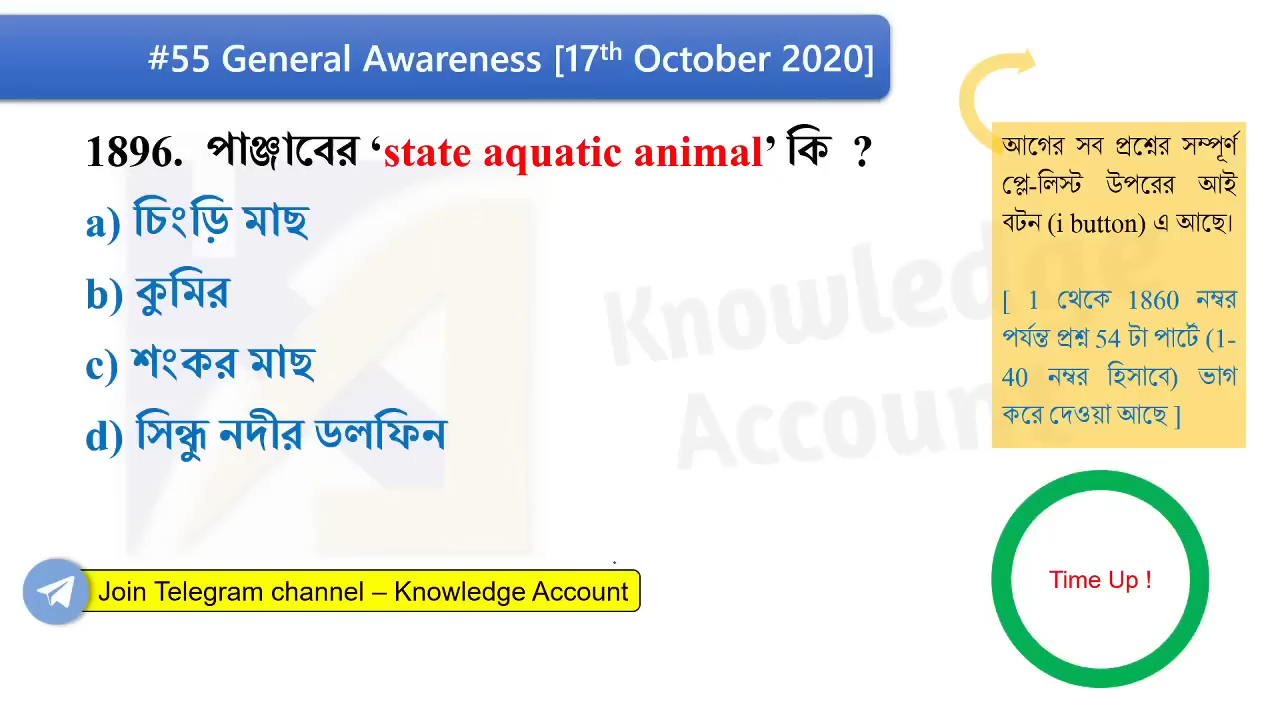 #55 General Awareness [17th October 2020]
1896. পাঞ্জাবের ‘state aquatic animal’ কি ?
a) চিংড়ি মাছ
b) কুমির
c) শংকর মাছ
d) সিন্ধু নদীর ডলফিন
আগের সব প্রশ্নের সম্পূর্ণ
প্লে-লিস্ট উপরের আই
বটন (i button) এ আছে।
[ 1 থেকে 1860 নম্বর
পর্যন্ত প্রশ্ন 54 টা পার্টে (1-
40 নম্বর হিসাবে) ভাগ
করে দেওয়া আছে ]
Knowledge
Account
Join Telegram channel – Knowledge Account
Time Up !